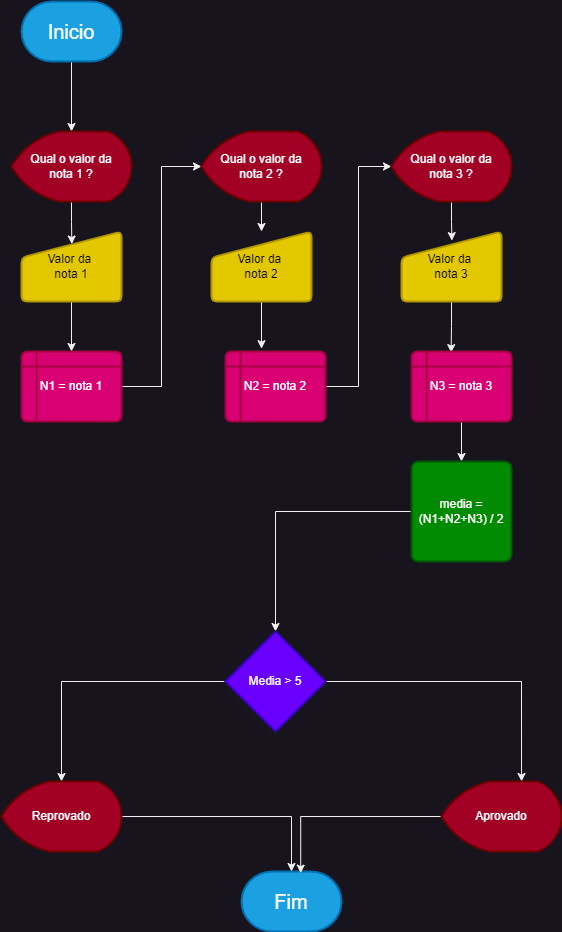 Inicio
Qual o valor da
nota 1 ?
Qual o valor da
nota 2 ?
Qual o valor da
nota 3 ?
Valor da
nota 1
Valor da
nota 2
Valor da
nota 3
N1 = nota 1
N2 = nota 2
N3 = nota 3
media =
(N1+N2+N3) / 2
Media > 5
Reprovado
Aprovado
Fim